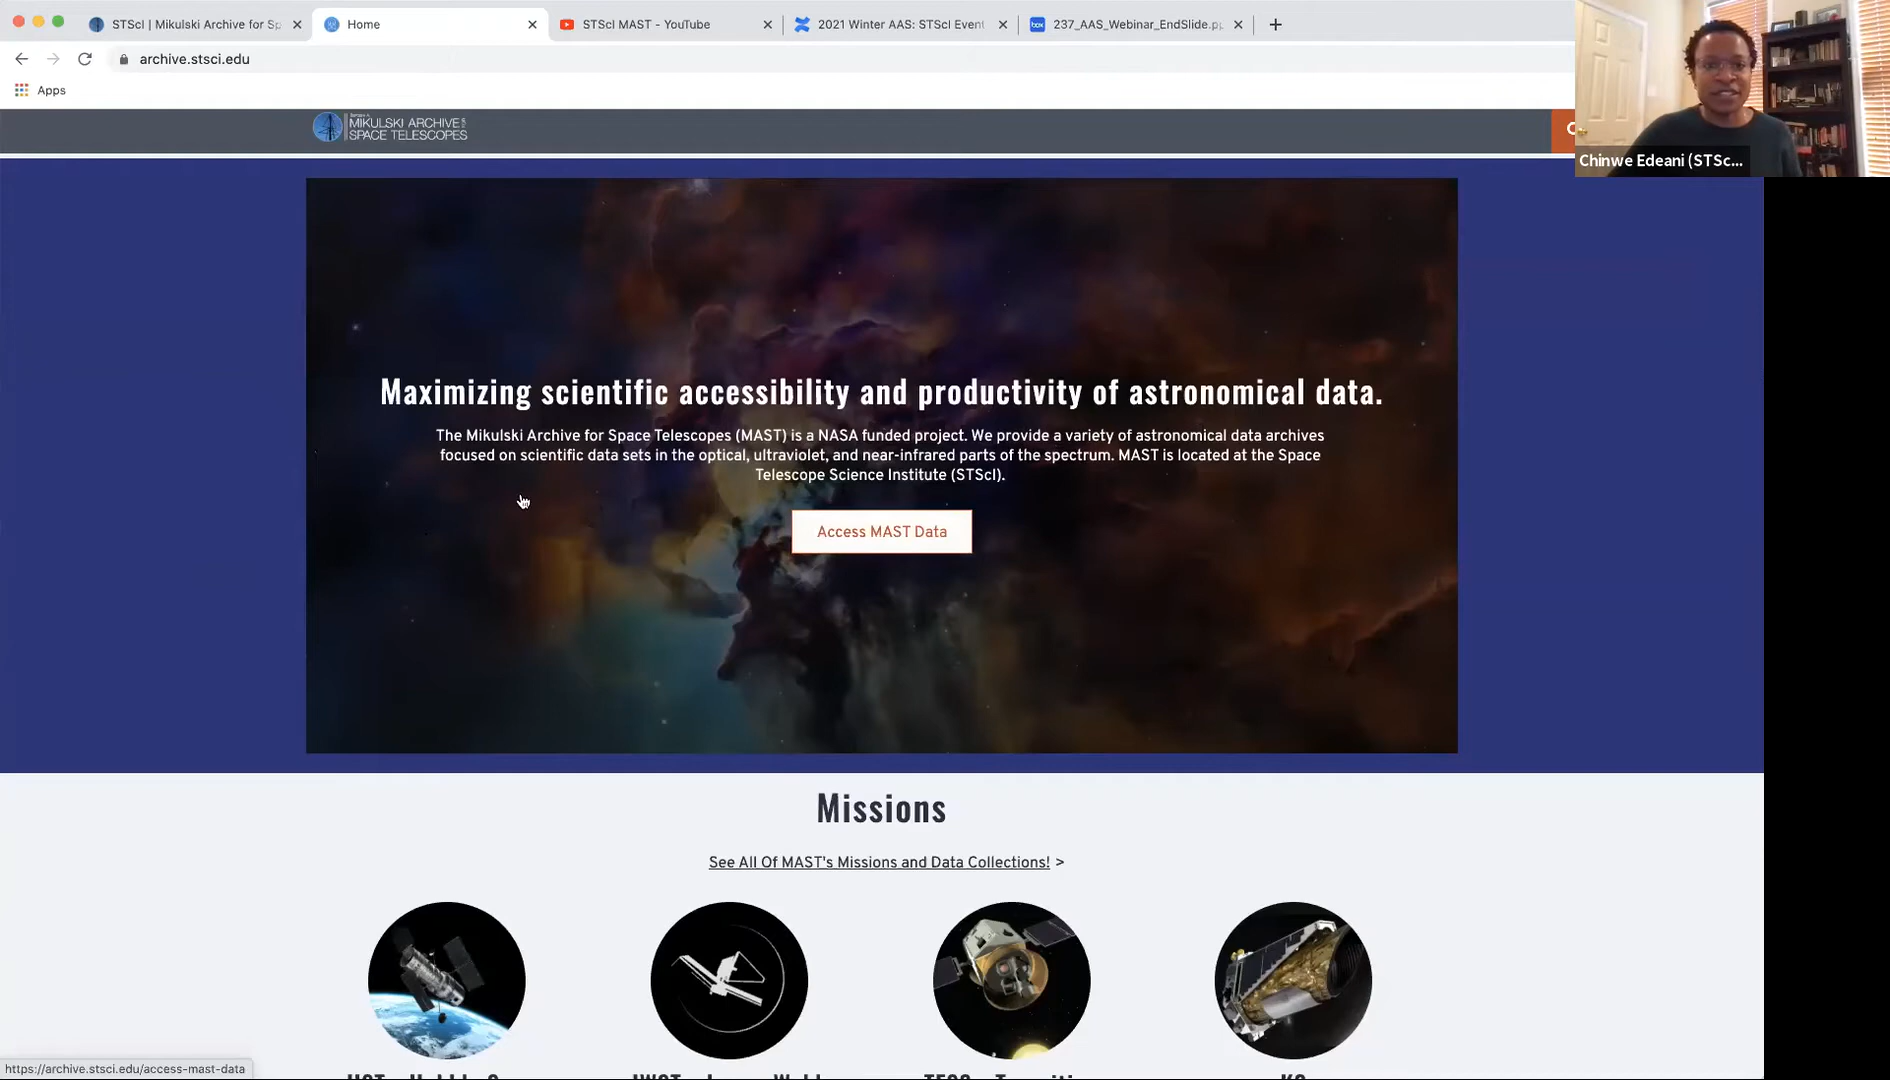 STScI | Mikulski Archive for Sp
Home
STScI MAST - YouTube
2021 Winter AAS: STScI Event
237_AAS_Webinar_EndSlide.pp
archive.stsci.edu
Apps
MIKULSKI ARCHIVE
SPACE TELESCOPES
Chinwe Edeani (STSc...
Maximizing scientific accessibility and productivity of astronomical data.
The Mikulski Archive for Space Telescopes (MAST) is a NASA funded project. We provide a variety of astronomical data archives
focused on scientific data sets in the optical, ultraviolet, and near-infrared parts of the spectrum. MAST is located at the Space
Telescope Science Institute (STScI).
Access MAST Data
Missions
See All Of MAST's Missions and Data Collections! >
https://archive.stsci.edu/access-mast-data